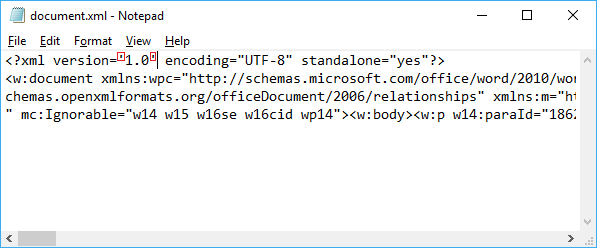 document.xml - Notepad
File Edit Format View Help
<?xml version="1.0" encoding="UTF-8" standalone="yes"?>
<w:document xmlns:wpc="http://schemas.microsoft.com/office/word/2010/wor
chemas.openxmlformats.org/officeDocument/2006/relationships" xmlns:m="ht
" mc:Ignorable="w14 w15 w16se w16cid wp14"><w:body><w:p w14:paraId="1862